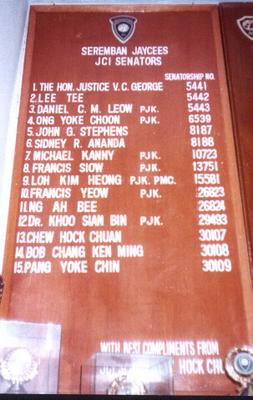 SEREMBAN JAYCEES
JCI SENATORS
SENATORSHIP NO.
1. THE HON. JUSTICE V.C. GEORGE 5441
2. LEE TEE 5442
3. DANIEL C. M. LEOW PJK. 5443
4. ONG YOKE CHOON PJK. 6539
5. JOHN G. STEPHENS 8187
6. SIDNEY R. ANANDA 8188
7. MICHAEL KANNY PJK. 10723
8. FRANCIS SIOW PJK. 13751
9. LOH KIM HEONG PJK. PMC. 15581
10. FRANCIS YEOW PJK. 26823
11. NG AH BEE 26824
12. DR. KHOO SIAN BIN PJK. 29493
13. CHEW HOCK CHUAN 30107
14. BOB CHANG KEN MING 30108
15. PANG YOKE CHIN 30109
WITH BEST COMPLIMENTS FROM
HOCK